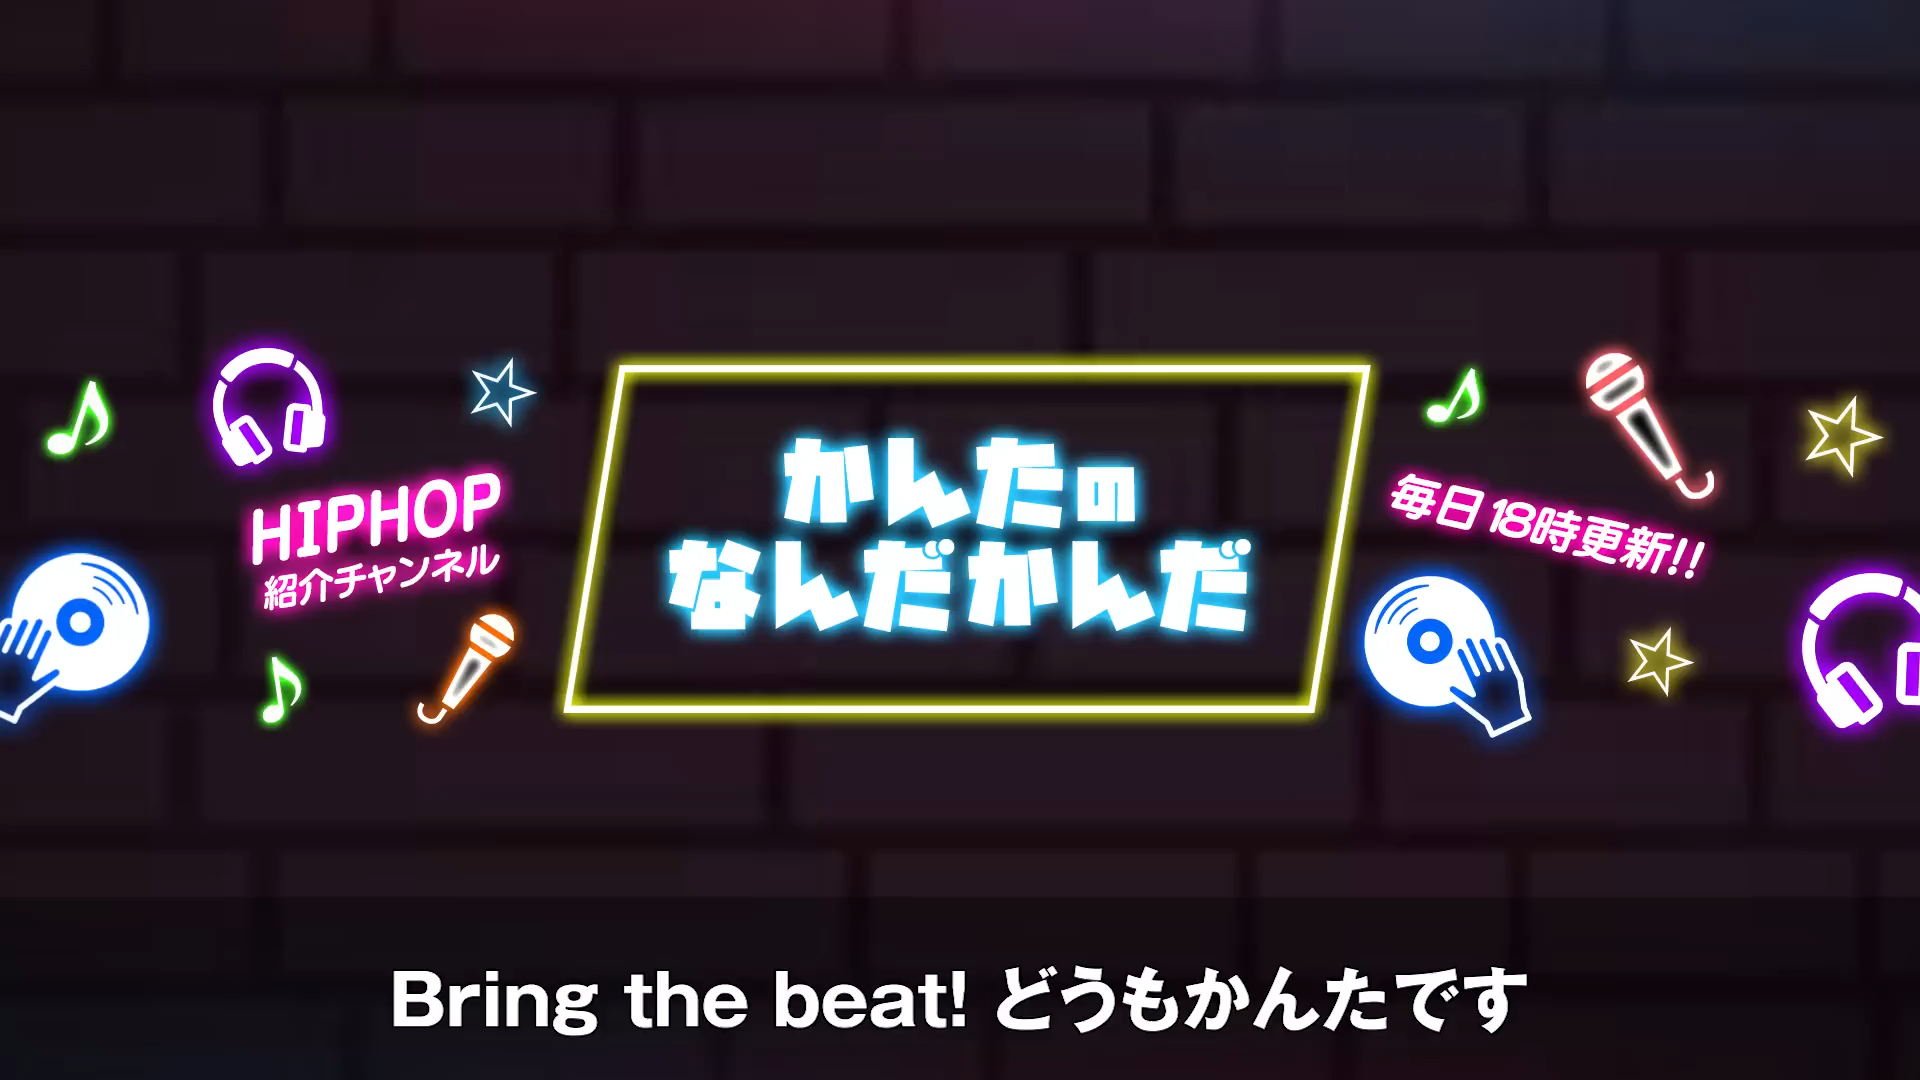 HIPHOP
紹介チャンネル
かんたの
なんだかんだ
毎日18時更新!!
Bring the beat! どうもかんたです